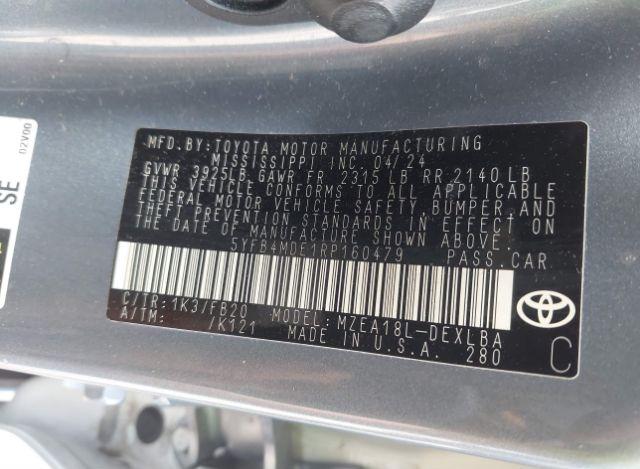 MFD. BY: TOYOTA MOTOR MANUFACTURING
MISSISSIPPI INC. 04/24
GVWR 3925LB GAWR FR 2315 LB RR 2140 LB
THIS VEHICLE CONFORMS TO ALL APPLICABLE
FEDERAL MOTOR VEHICLE SAFETY, BUMPER, AND
THEFT PREVENTION STANDARDS IN EFFECT ON
THE DATE OF MANUFACTURE SHOWN ABOVE.
5YFB4MDE1RP160479 PASS. CAR
C/TR: 1K3/FB20 MODEL: MZEA18L-DEXLBA
A/TM: /K121 MADE IN U.S.A. 280
C
02V00
SE